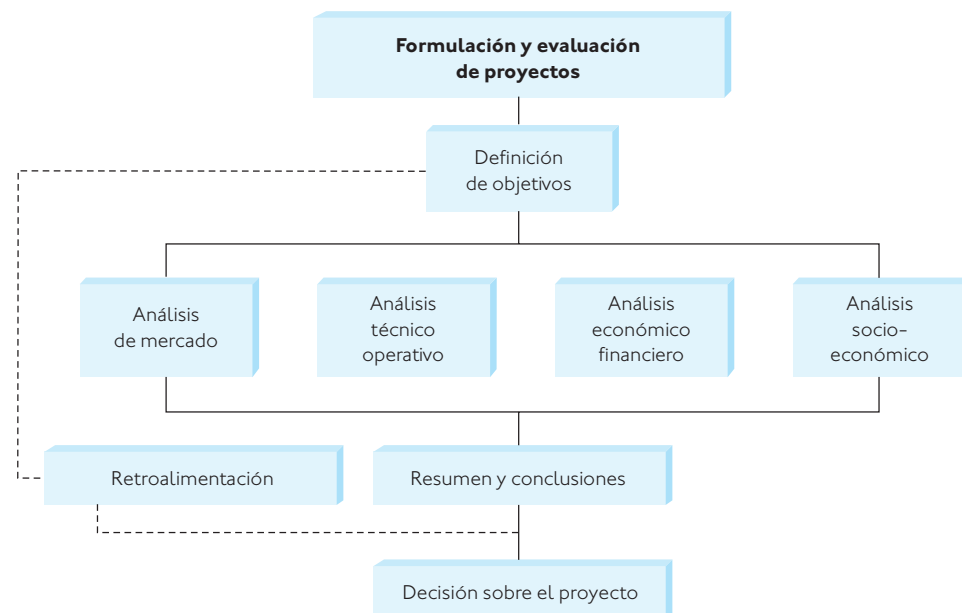 Formulación y evaluación
de proyectos
Definición
de objetivos
Análisis
de mercado
Análisis
técnico
operativo
Análisis
económico
financiero
Análisis
socio-
económico
Retroalimentación
Resumen y conclusiones
Decisión sobre el proyecto